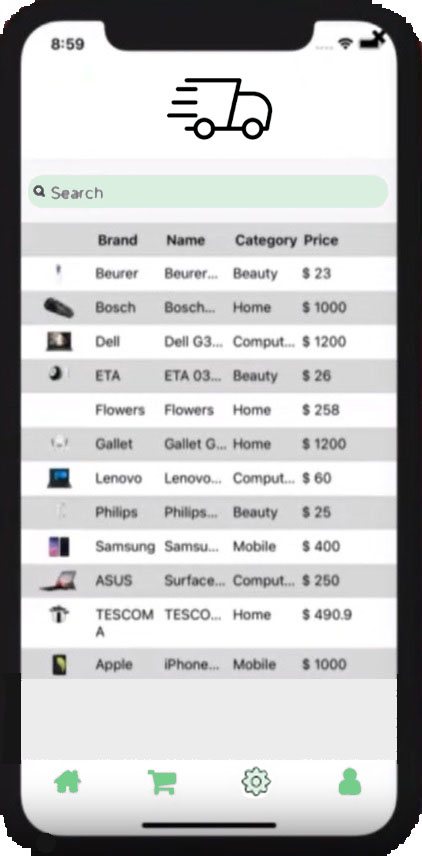 8:59
Search
Brand Name Category Price
Beurer Beurer... Beauty $ 23
Bosch Bosch... Home $ 1000
Dell Dell G3... Comput... $ 1200
ETA ETA 03... Beauty $ 26
Flowers Flowers Home $ 258
Gallet Gallet G... Home $ 1200
Lenovo Lenovo... Comput... $ 60
Philips Philips... Beauty $ 25
Samsung Samsu... Mobile $ 400
ASUS Surface... Comput... $ 250
TESCOM TESCO... Home $ 490.9
A
Apple iPhone... Mobile $ 1000